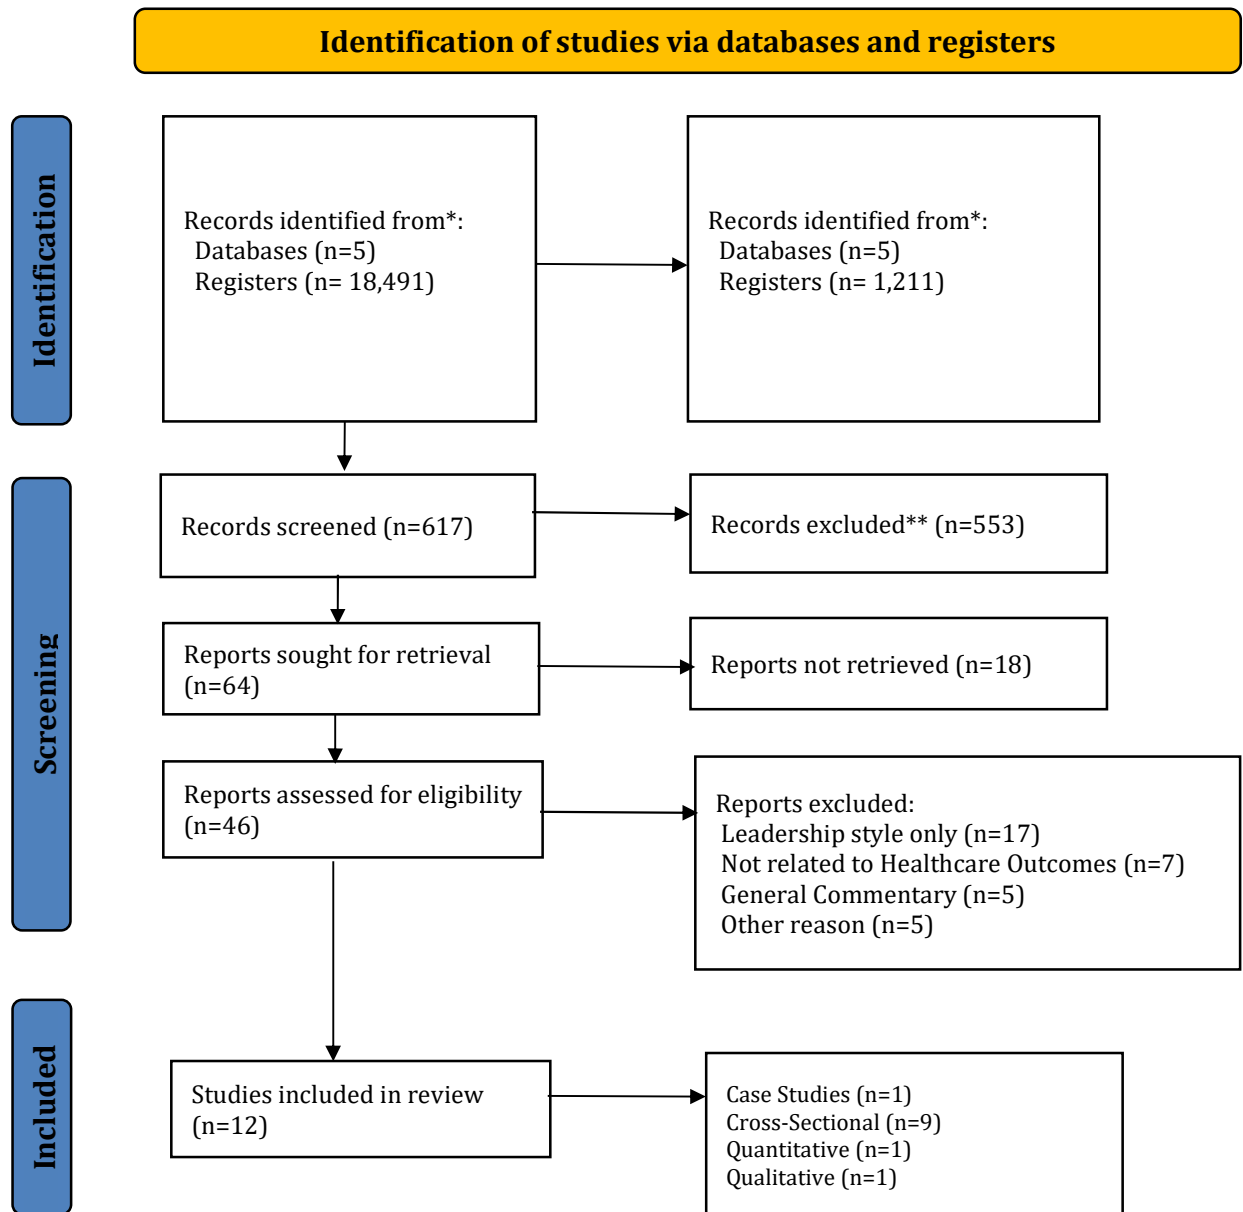 Identification of studies via databases and registers
Identification
Records identified from*:
Databases (n=5)
Registers (n= 18,491)
Records identified from*:
Databases (n=5)
Registers (n= 1,211)
Screening
Records screened (n=617)
Records excluded** (n=553)
Reports sought for retrieval
(n=64)
Reports not retrieved (n=18)
Reports assessed for eligibility
(n=46)
Reports excluded:
Leadership style only (n=17)
Not related to Healthcare Outcomes (n=7)
General Commentary (n=5)
Other reason (n=5)
Included
Studies included in review
(n=12)
Case Studies (n=1)
Cross-Sectional (n=9)
Quantitative (n=1)
Qualitative (n=1)